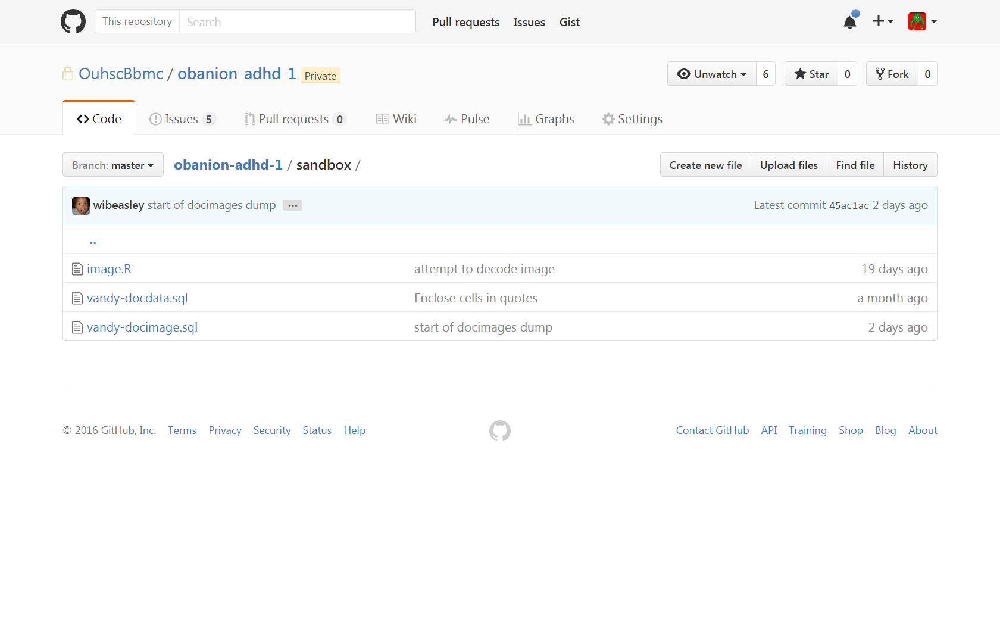 This repository Search Pull requests Issues Gist
OuhscBbmc / obanion-adhd-1 Private Unwatch 6 Star 0 Fork 0
Code Issues 5 Pull requests 0 Wiki Pulse Graphs Settings
Branch: master obanion-adhd-1 / sandbox / Create new file Upload files Find file History
wibeasley start of docimages dump ... Latest commit 45ac1ac 2 days ago
..
image.R attempt to decode image 19 days ago
vandy-docdata.sql Enclose cells in quotes a month ago
vandy-docimage.sql start of docimages dump 2 days ago
© 2016 GitHub, Inc. Terms Privacy Security Status Help Contact GitHub API Training Shop Blog About